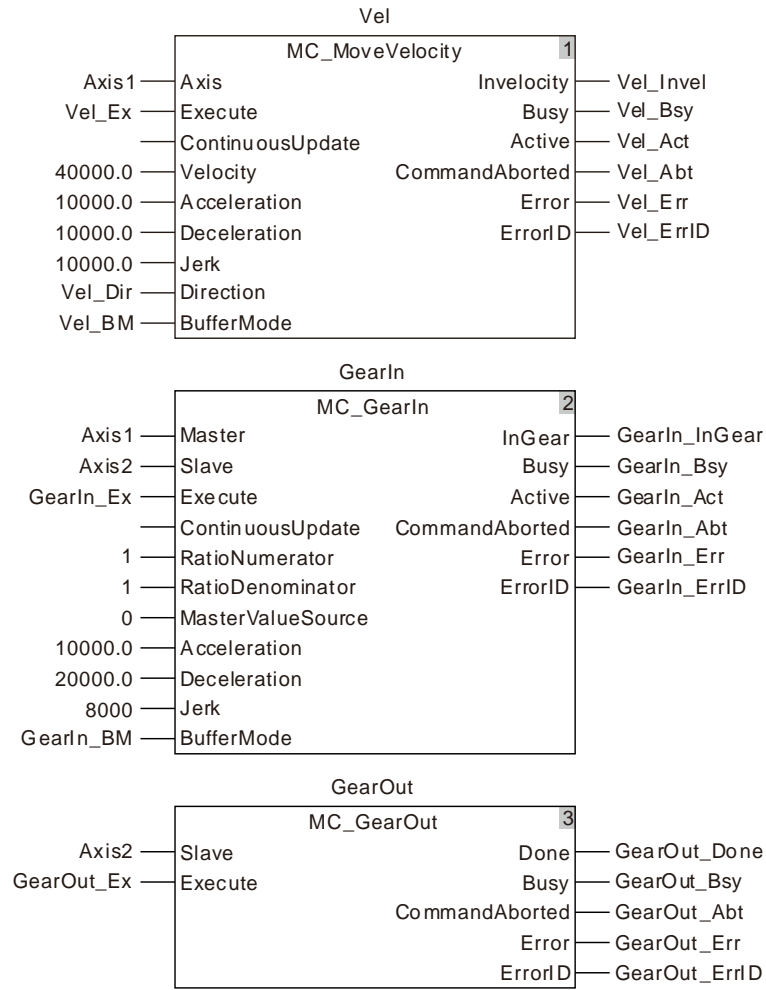 Vel
MC_MoveVelocity 1
Axis1 Axis Invelocity Vel_Invel
Vel_Ex Execute Busy Vel_Bsy
ContinuousUpdate Active Vel_Act
40000.0 Velocity CommandAborted Vel_Abt
10000.0 Acceleration Error Vel_Err
10000.0 Deceleration ErrorID Vel_ErrID
10000.0 Jerk
Vel_Dir Direction
Vel_BM BufferMode
GearIn
MC_GearIn 2
Axis1 Master InGear GearIn_InGear
Axis2 Slave Busy GearIn_Bsy
GearIn_Ex Execute Active GearIn_Act
ContinuousUpdate CommandAborted GearIn_Abt
1 RatioNumerator Error GearIn_Err
1 RatioDenominator ErrorID GearIn_ErrID
0 MasterValueSource
10000.0 Acceleration
20000.0 Deceleration
8000 Jerk
GearIn_BM BufferMode
GearOut
MC_GearOut 3
Axis2 Slave Done GearOut_Done
GearOut_Ex Execute Busy GearOut_Bsy
CommandAborted GearOut_Abt
Error GearOut_Err
ErrorID GearOut_ErrID